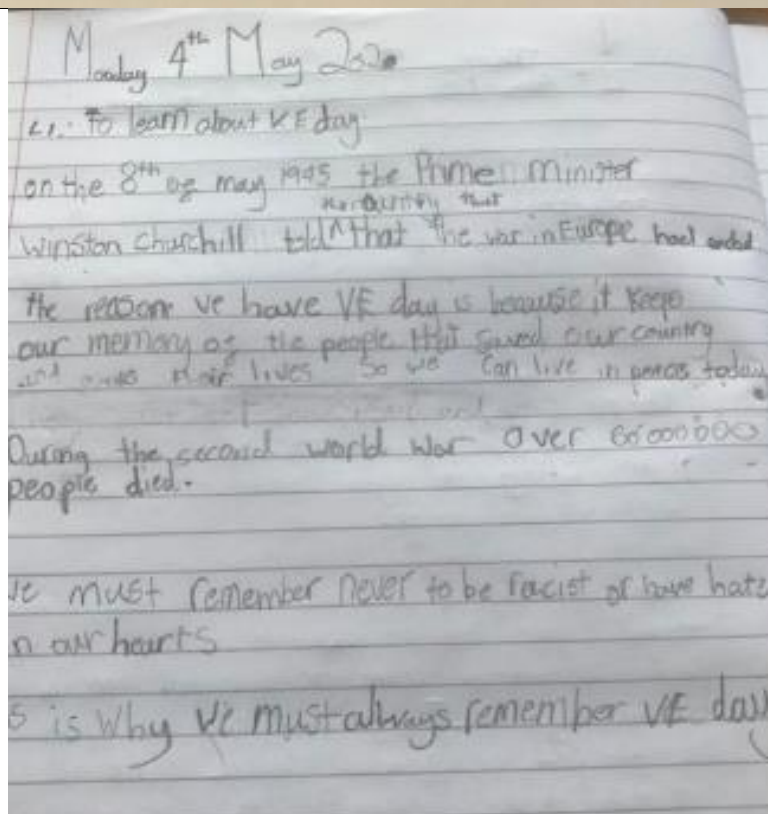 Monday 4th May 2020
L.I. To learn about VE day
on the 8th of may 1945 the Prime Minister
that
Winston Churchill told ^ that the war in Europe had ended
the reason we have VE day is because it keeps
our memory of the people that saved our country
and their lives so we can live in peace today
During the second world war over 60000000
people died.
we must remember never to be racist or have hate
n our hearts
s is why we must always remember VE day